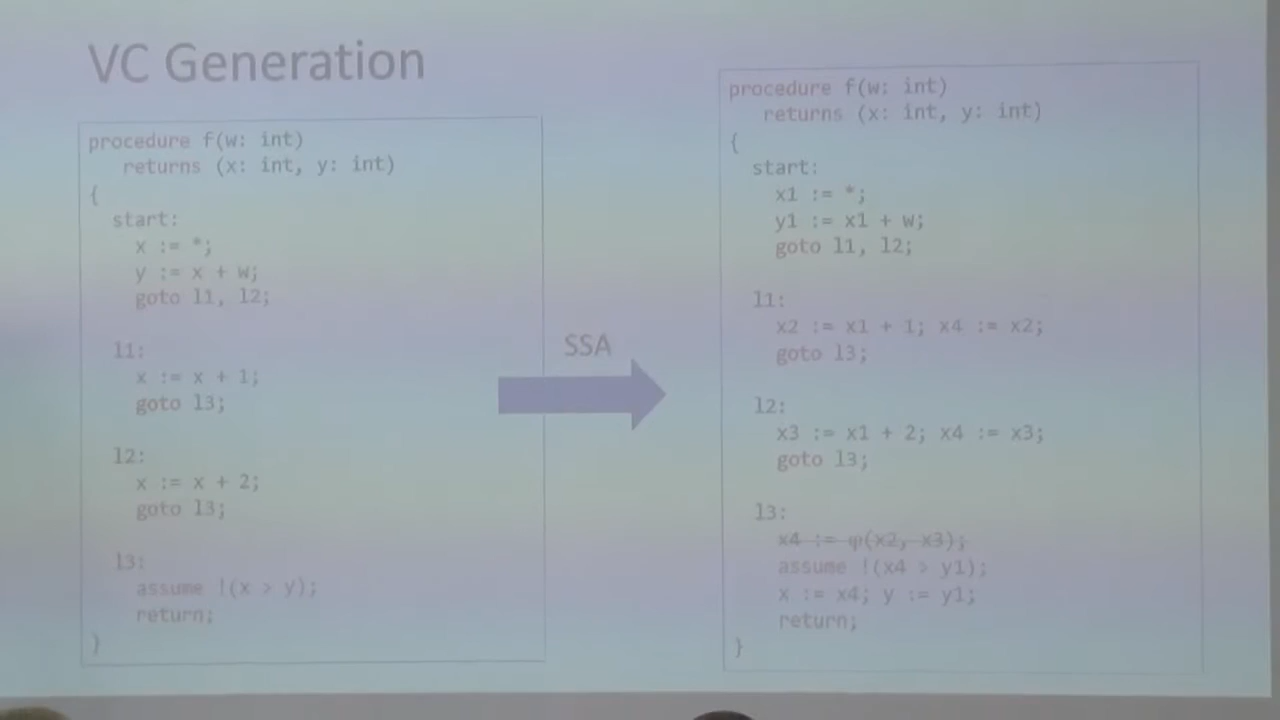 VC Generation
procedure f(w: int)
returns (x: int, y: int)
{
start:
x := *;
y := x + w;
goto l1, l2;
l1:
x := x + 1;
goto l3;
l2:
x := x + 2;
goto l3;
l3:
assume !(x > y);
return;
}
SSA
procedure f(w: int)
returns (x: int, y: int)
{
start:
x1 := *;
y1 := x1 + w;
goto l1, l2;
l1:
x2 := x1 + 1; x4 := x2;
goto l3;
l2:
x3 := x1 + 2; x4 := x3;
goto l3;
l3:
x4 := φ(x2, x3);
assume !(x4 > y1);
x := x4; y := y1;
return;
}